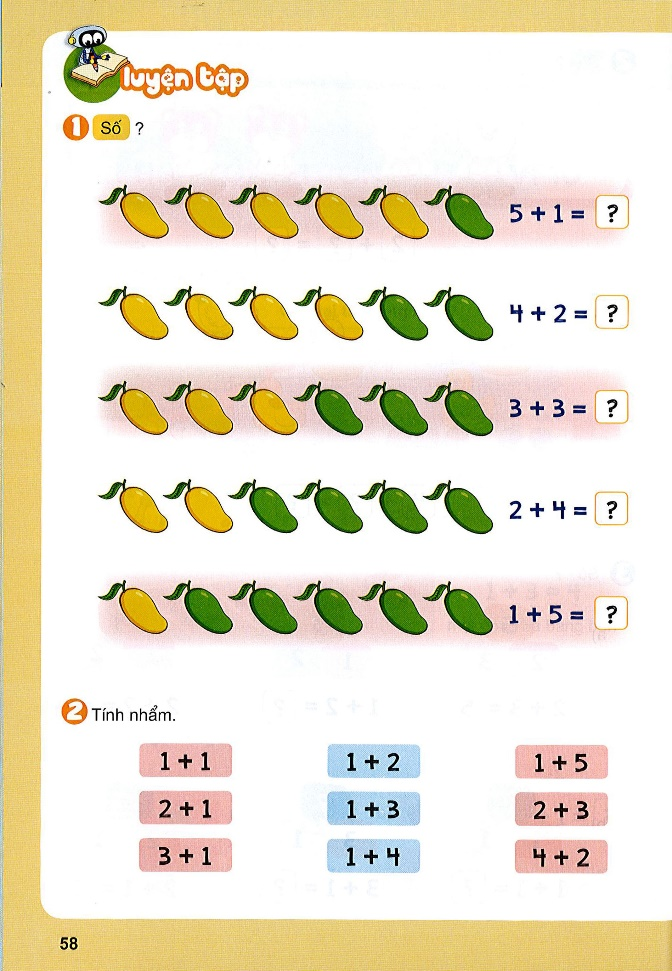 luyện tập
1 Số ?
5 + 1 = ?
4 + 2 = ?
3 + 3 = ?
2 + 4 = ?
1 + 5 = ?
2 Tính nhẩm.
1 + 1 1 + 2 1 + 5
2 + 1 1 + 3 2 + 3
3 + 1 1 + 4 4 + 2
58